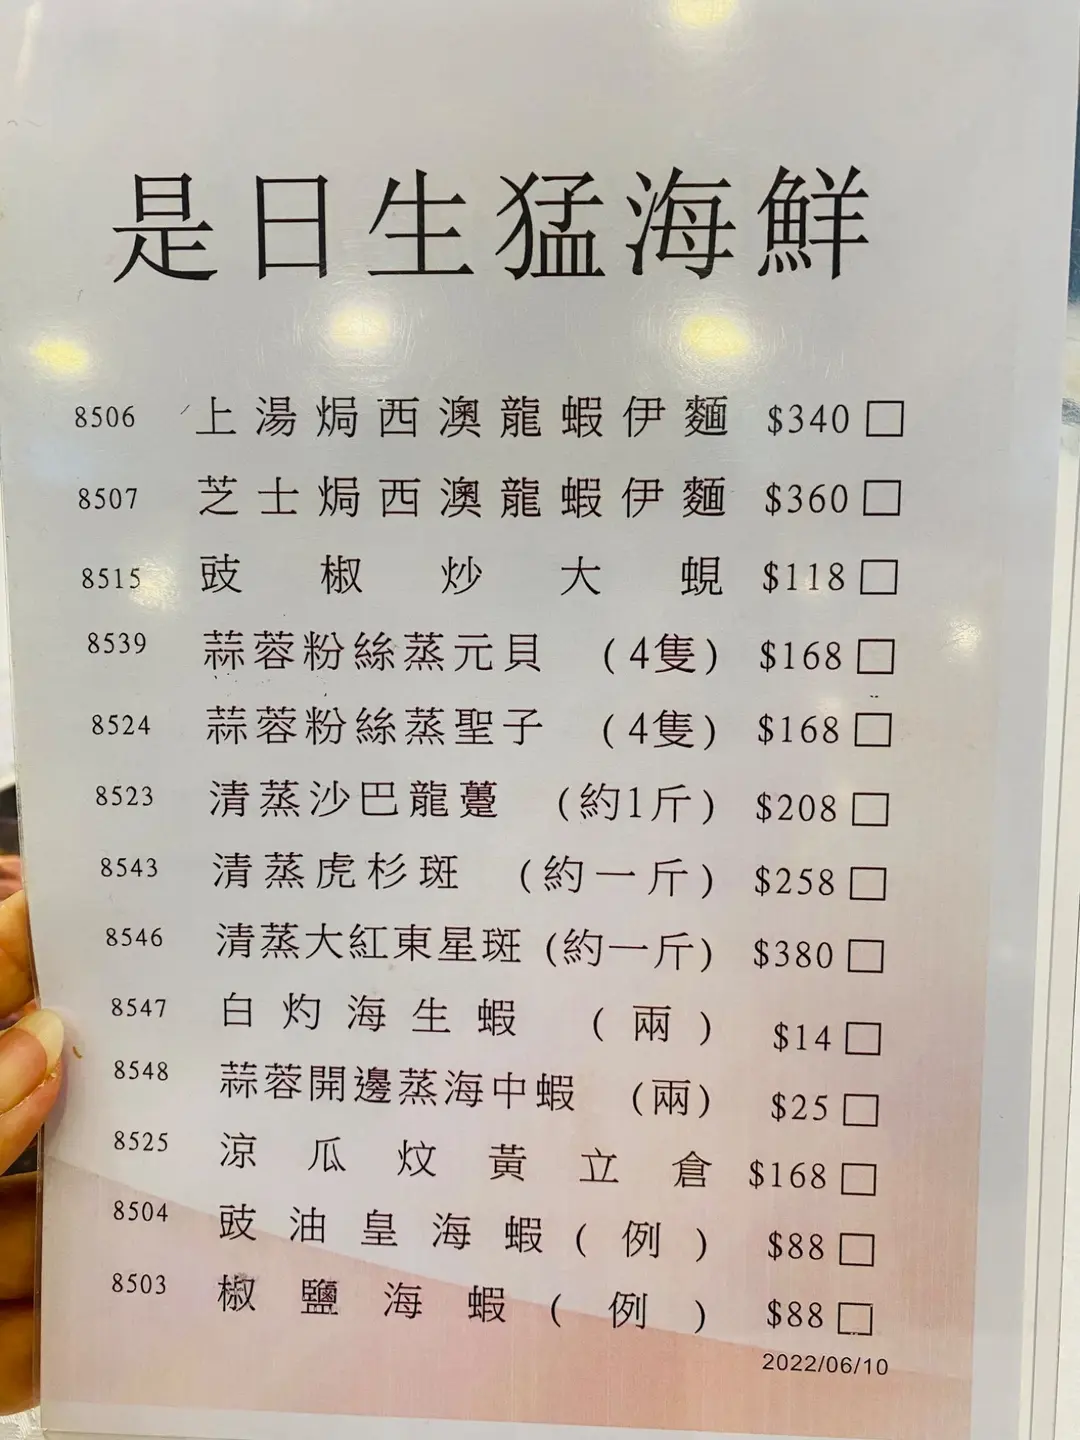 是日生猛海鮮
8506 上湯焗西澳龍蝦伊麵 $340 □
8507 芝士焗西澳龍蝦伊麵 $360 □
8515 豉椒炒大蜆 $118 □
8539 蒜蓉粉絲蒸元貝 (4隻) $168 □
8524 蒜蓉粉絲蒸聖子 (4隻) $168 □
8523 清蒸沙巴龍躉 (約1斤) $208 □
8543 清蒸虎杉斑 (約一斤) $258 □
8546 清蒸大紅東星斑 (約一斤) $380 □
8547 白灼海生蝦 (兩) $14 □
8548 蒜蓉開邊蒸海中蝦 (兩) $25 □
8525 涼瓜炆黃立倉 $168 □
8504 豉油皇海蝦 (例) $88 □
8503 椒鹽海蝦 (例) $88 □
2022/06/10